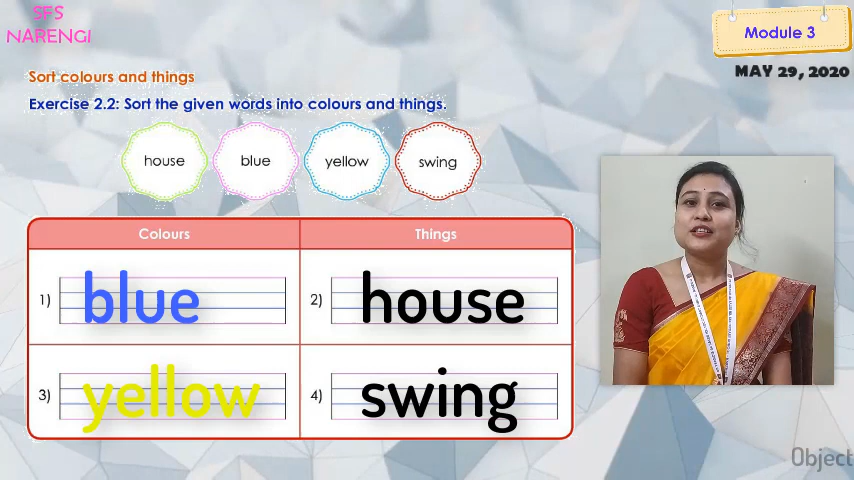 SFS
NARENGI
Module 3
MAY 29, 2020
Sort colours and things
Exercise 2.2: Sort the given words into colours and things.
house blue yellow swing
Colours Things
1) blue 2) house
3) yellow 4) swing
Object